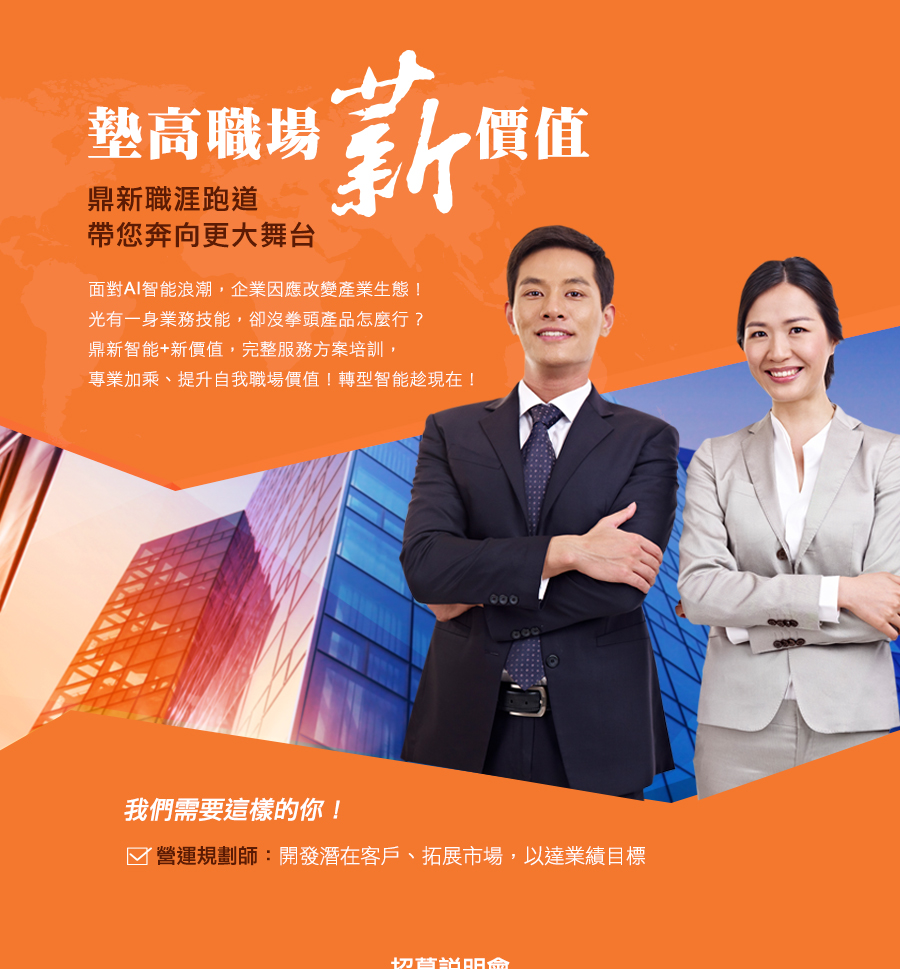 墊高職場薪價值
鼎新職涯跑道
帶您奔向更大舞台
面對AI智能浪潮，企業因應改變產業生態！
光有一身業務技能，卻沒拳頭產品怎麼行？
鼎新智能+新價值，完整服務方案培訓，
專業加乘、提升自我職場價值！轉型智能趁現在！
我們需要這樣的你！
營運規劃師：開發潛在客戶、拓展市場，以達業績目標
招募説明會